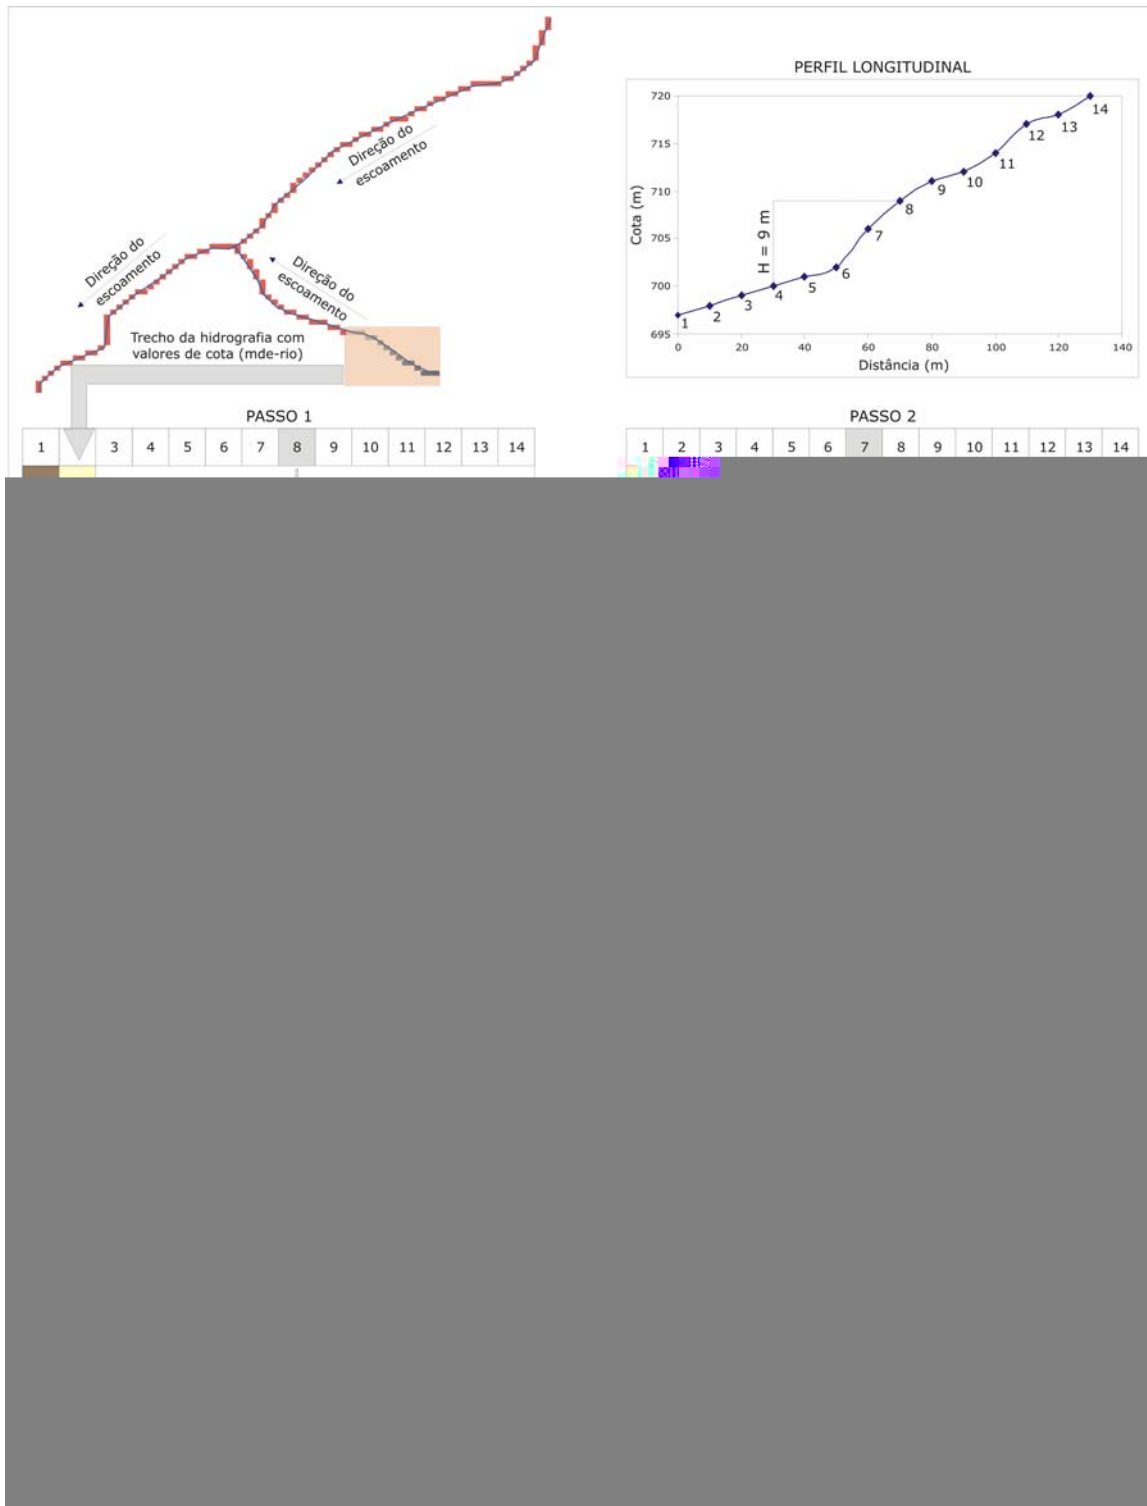 Direção do
escoamento
Direção do
escoamento
Direção do
escoamento
Trecho da hidrografia com
valores de cota (mde-rio)
PERFIL LONGITUDINAL
720
715
710
705
700
695
Cota (m)
H = 9 m
1 2 3 4 5 6 7 8 9 10 11 12 13 14
0 20 40 60 80 100 120 140
Distância (m)
PASSO 1
1 3 4 5 6 7 8 9 10 11 12 13 14
PASSO 2
1 2 3 4 5 6 7 8 9 10 11 12 13 14